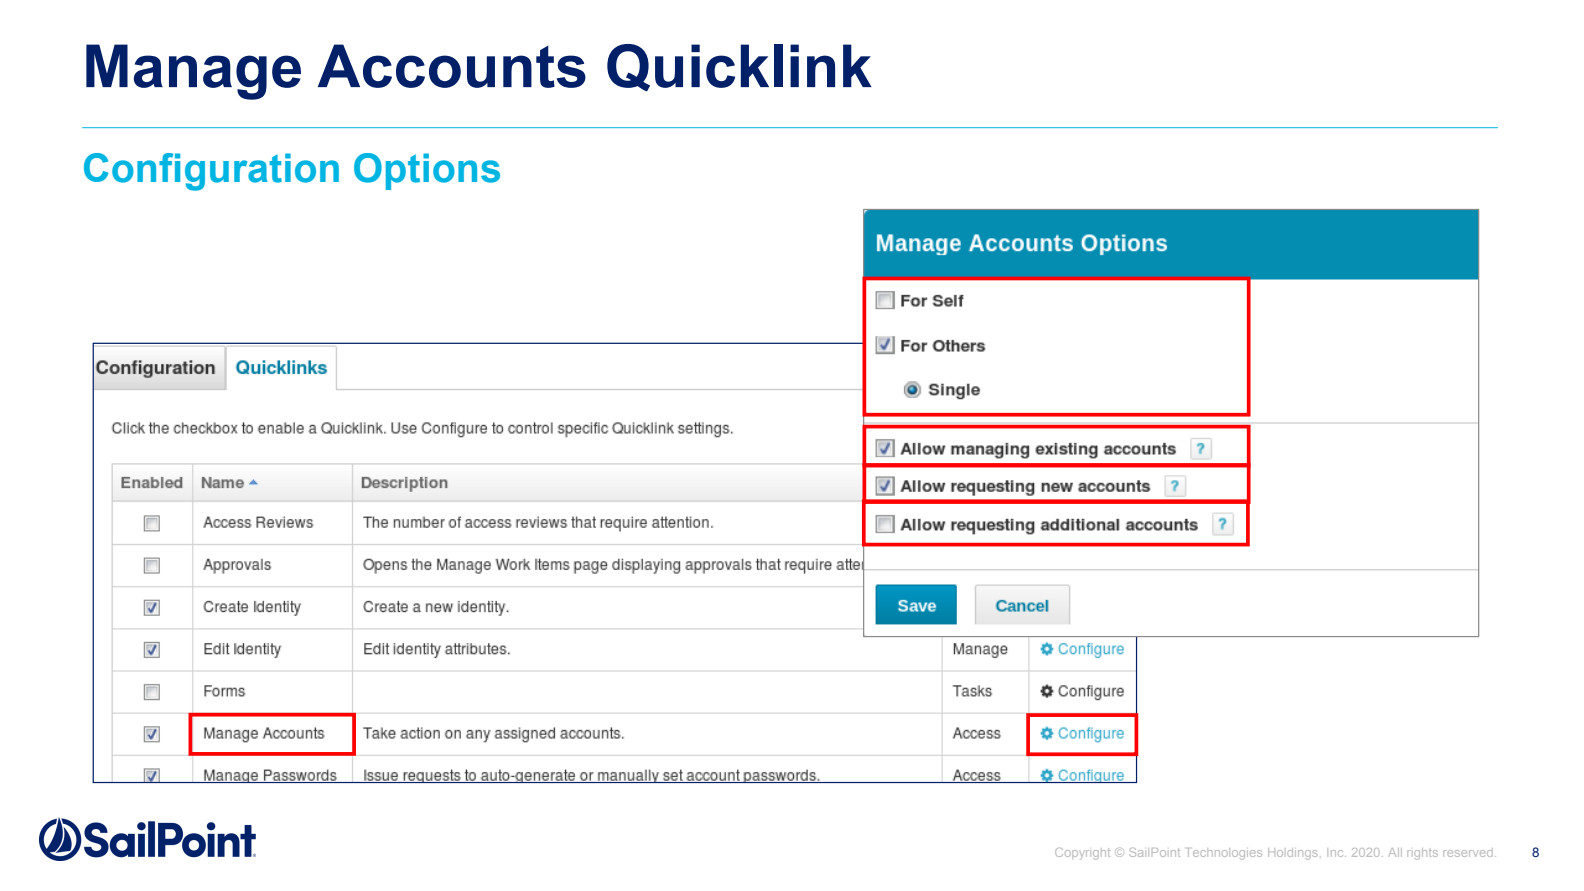 Manage Accounts Quicklink
Configuration Options
Manage Accounts Options
For Self
For Others
Single
Allow managing existing accounts ?
Allow requesting new accounts ?
Allow requesting additional accounts ?
Save Cancel
Configuration Quicklinks
Click the checkbox to enable a Quicklink. Use Configure to control specific Quicklink settings.
Enabled Name Description
Access Reviews The number of access reviews that require attention.
Approvals Opens the Manage Work Items page displaying approvals that require
Create Identity Create a new identity.
Edit Identity Edit identity attributes. Manage Configure
Forms Tasks Configure
Manage Accounts Take action on any assigned accounts. Access Configure
Manage Passwords Issue requests to auto-generate or manually set account passwords. Access Configure
SailPoint
Copyright © SailPoint Technologies Holdings, Inc. 2020. All rights reserved. 8